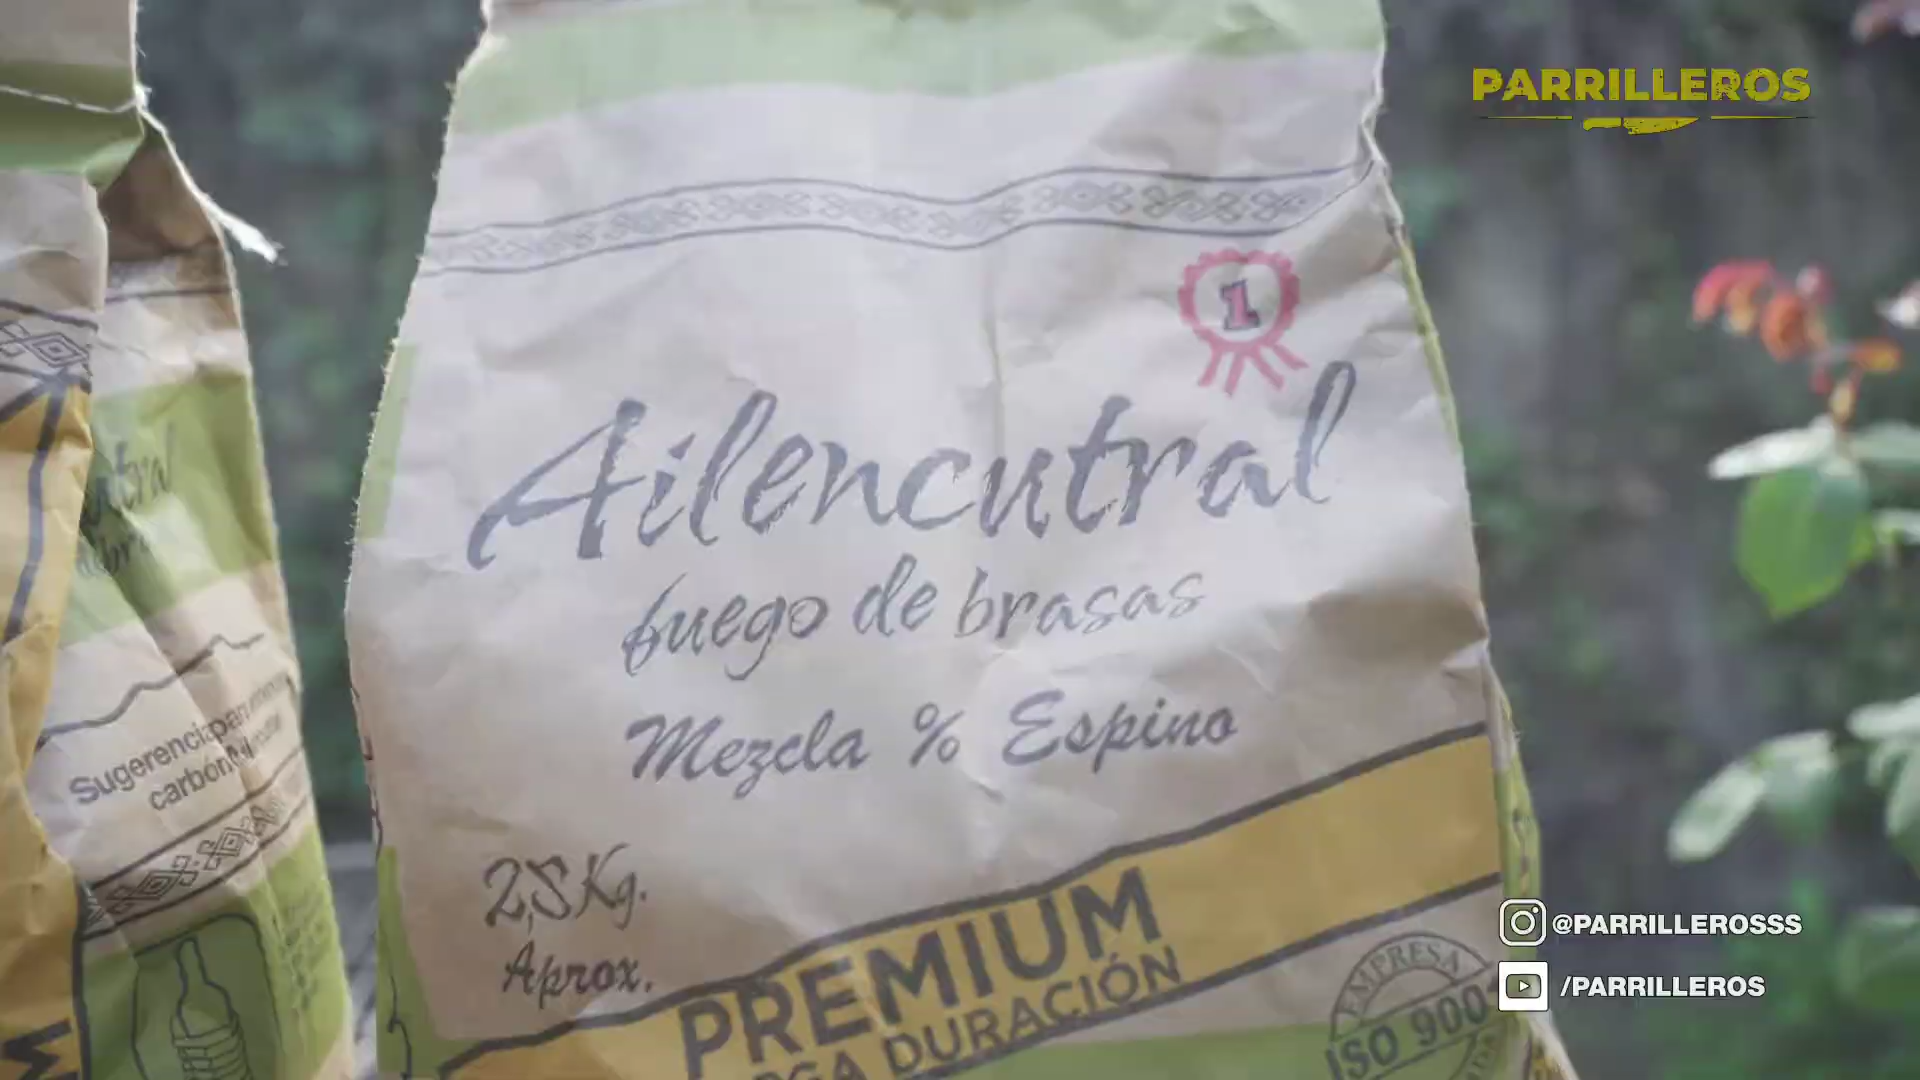 PARRILLEROS
1
Ailencutral
fuego de brasas
Mezcla % Espino
2,5 Kg.
Aprox.
PREMIUM
DURACIÓN
EMPRESA
ISO 900
Sugerencia para
carbón
@PARRILLEROSSS
/PARRILLEROS